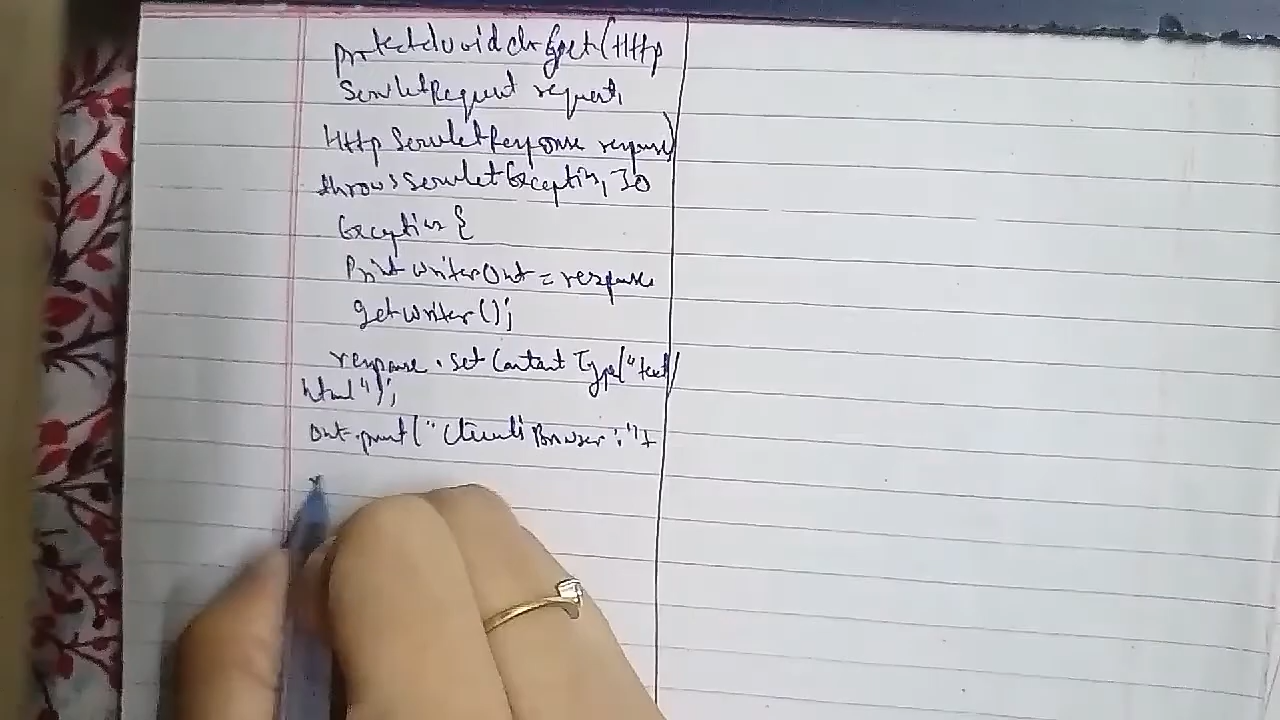 protected void doGet(Http
ServletRequest request,
HttpServletResponse response)
throws ServletException, IO
Exception {
PrintWriter out = response
getWriter();
response.setContentType("text/
html");
out.print("Clients Browser:"+